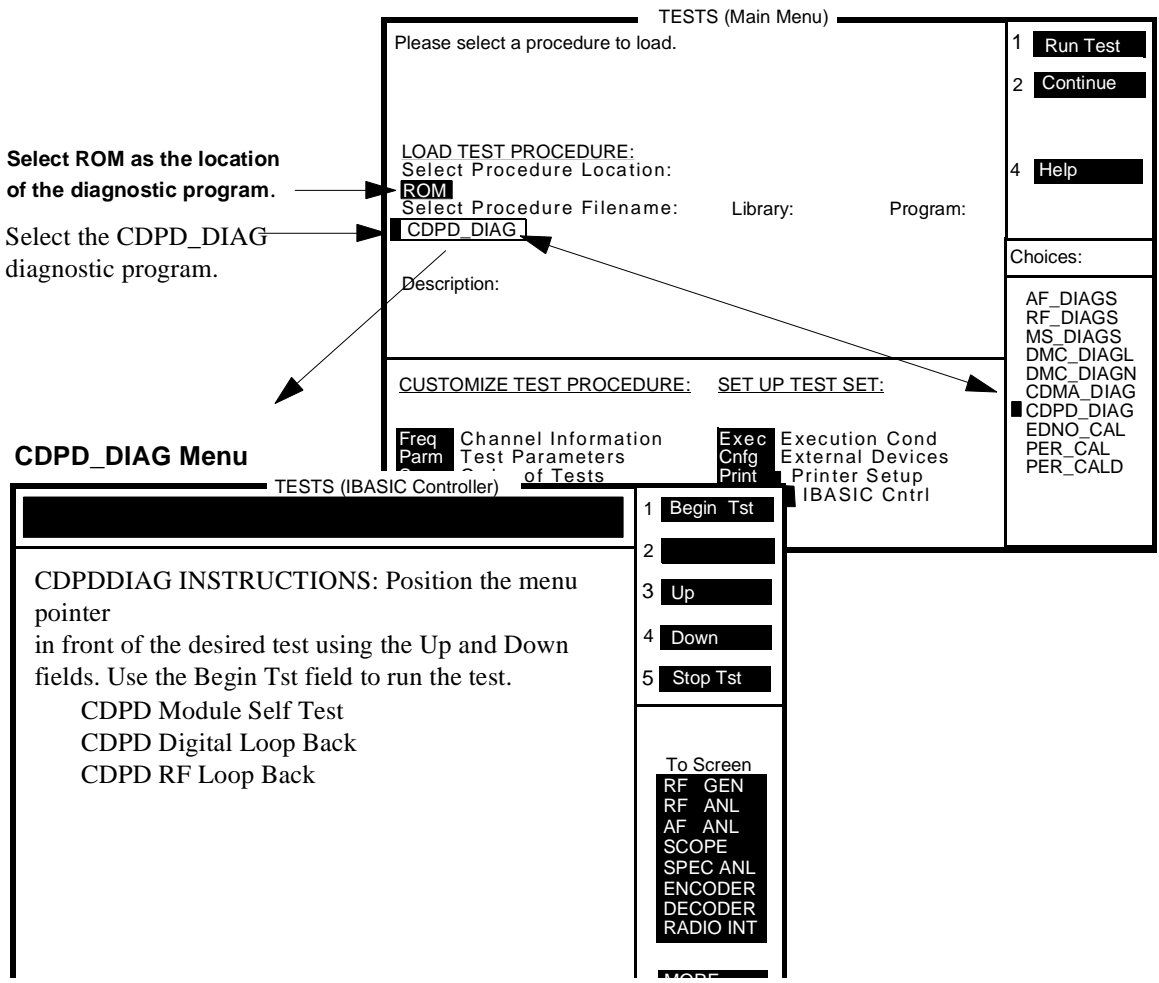 TESTS (Main Menu)
Please select a procedure to load.
1 Run Test
2 Continue
4 Help
Select ROM as the location
of the diagnostic program.
Select the CDPD_DIAG
diagnostic program.
LOAD TEST PROCEDURE:
Select Procedure Location:
ROM
Select Procedure Filename: Library: Program:
CDPD_DIAG
Description:
Choices:
AF_DIAGS
RF_DIAGS
MS_DIAGS
DMC_DIAGL
DMC_DIAGN
CDMA_DIAG
CDPD_DIAG
EDNO_CAL
PER_CAL
PER_CALD
CUSTOMIZE TEST PROCEDURE: SET UP TEST SET:
Freq Channel Information Exec Execution Cond
Parm Test Parameters Cnfg External Devices
of Tests Print Printer Setup
IBASIC Cntrl
CDPD_DIAG Menu
TESTS (IBASIC Controller)
CDPDDIAG INSTRUCTIONS: Position the menu
pointer
in front of the desired test using the Up and Down
fields. Use the Begin Tst field to run the test.
CDPD Module Self Test
CDPD Digital Loop Back
CDPD RF Loop Back
1 Begin Tst
2
3 Up
4 Down
5 Stop Tst
To Screen
RF GEN
RF ANL
AF ANL
SCOPE
SPEC ANL
ENCODER
DECODER
RADIO INT
MORE